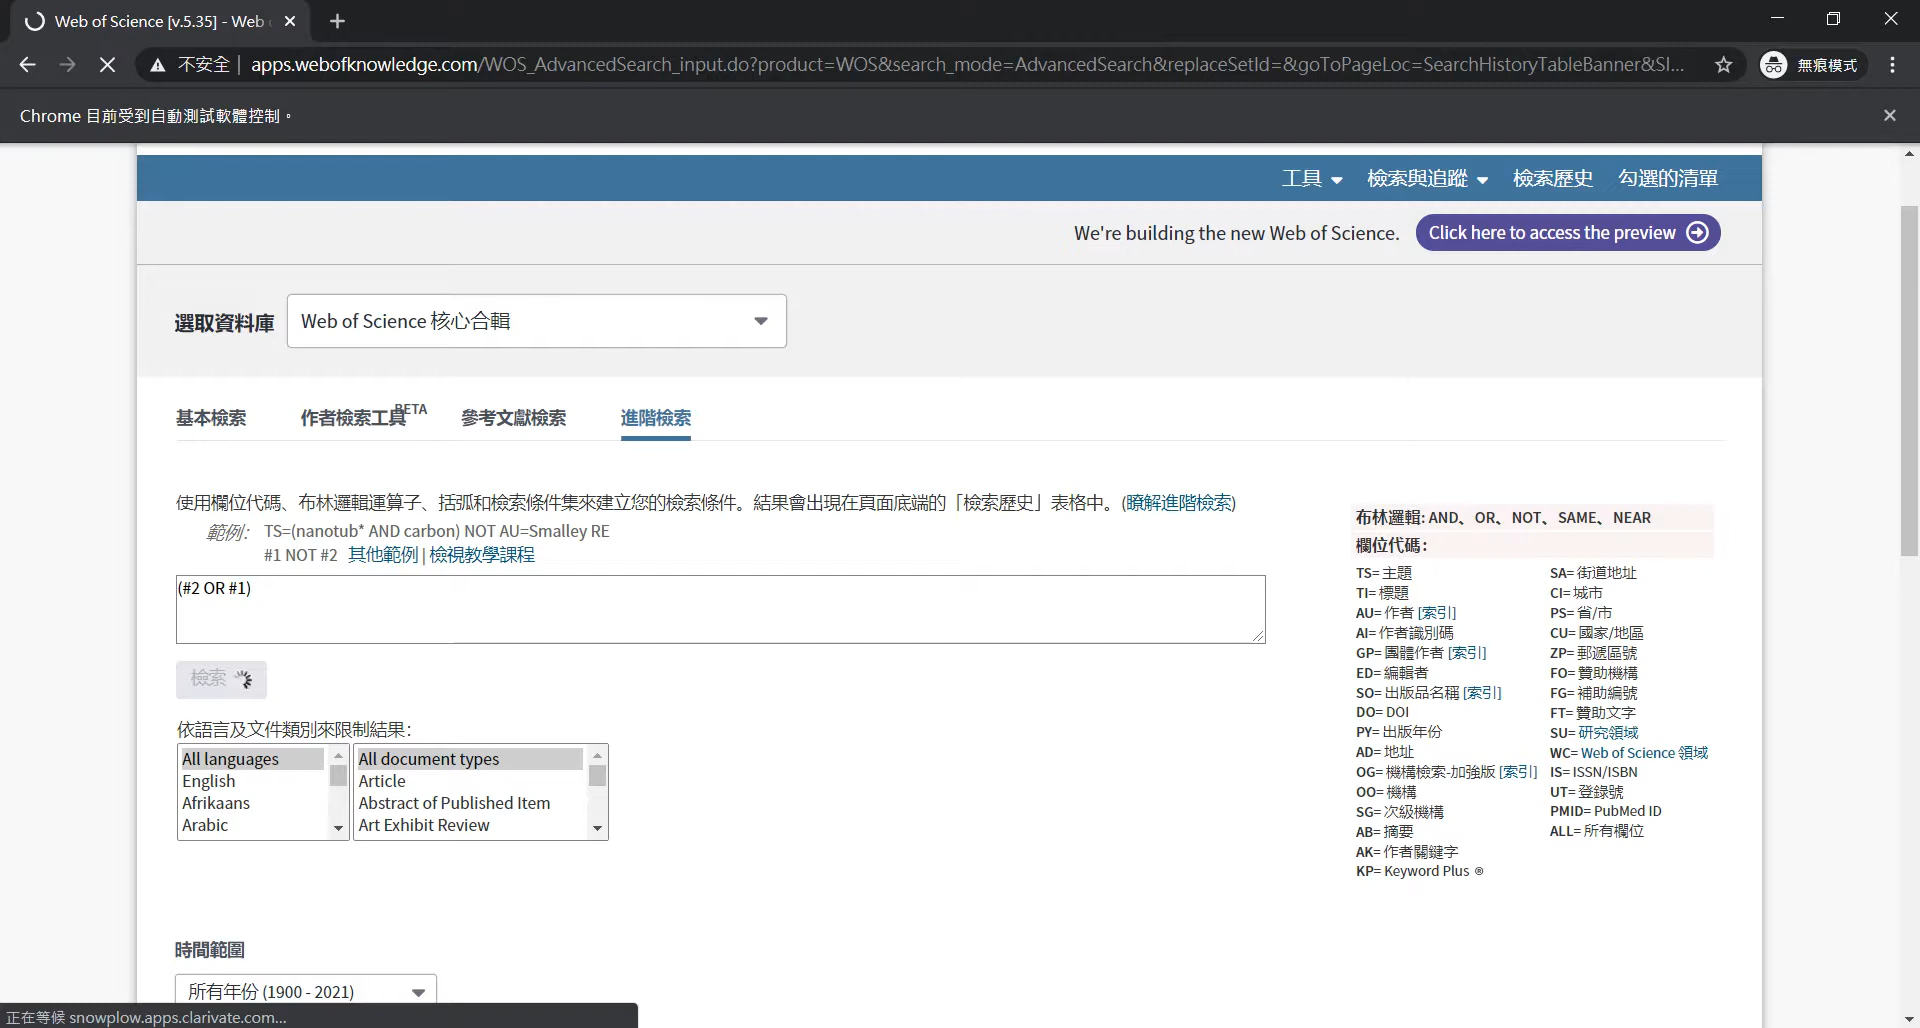 Web of Science [v.5.35] - Web
不安全 | apps.webofknowledge.com/WOS_AdvancedSearch_input.do?product=WOS&search_mode=AdvancedSearch&replaceSetId=&goToPageLoc=SearchHistoryTableBanner&SI... 無痕模式
Chrome 目前受到自動測試軟體控制。
工具 檢索與追蹤 檢索歷史 勾選的清單
We're building the new Web of Science. Click here to access the preview
選取資料庫 Web of Science 核心合輯
基本檢索 作者檢索工具 BETA 參考文獻檢索 進階檢索
使用欄位代碼、布林邏輯運算子、括弧和檢索條件集來建立您的檢索條件。結果會出現在頁面底端的「檢索歷史」表格中。(瞭解進階檢索)
範例: TS=(nanotub* AND carbon) NOT AU=Smalley RE
#1 NOT #2 其他範例 | 檢視教學課程
(#2 OR #1)
檢索
依語言及文件類別來限制結果:
All languages
English
Afrikaans
Arabic
All document types
Article
Abstract of Published Item
Art Exhibit Review
時間範圍
所有年份 (1900 - 2021)
布林邏輯: AND、OR、NOT、SAME、NEAR
欄位代碼:
TS= 主題
TI= 標題
AU= 作者 [索引]
AI= 作者識別碼
GP= 團體作者 [索引]
ED= 編輯者
SO= 出版品名稱 [索引]
DO= DOI
PY= 出版年份
AD= 地址
OG= 機構檢索-加強版 [索引]
OO= 機構
SG= 次級機構
AB= 摘要
AK= 作者關鍵字
KP= Keyword Plus ®
SA= 街道地址
CI= 城市
PS= 省/市
CU= 國家/地區
ZP= 郵遞區號
FO= 贊助機構
FG= 補助編號
FT= 贊助文字
SU= 研究領域
WC= Web of Science 領域
IS= ISSN/ISBN
UT= 登錄號
PMID= PubMed ID
ALL= 所有欄位
正在等候 snowplow.apps.clarivate.com...